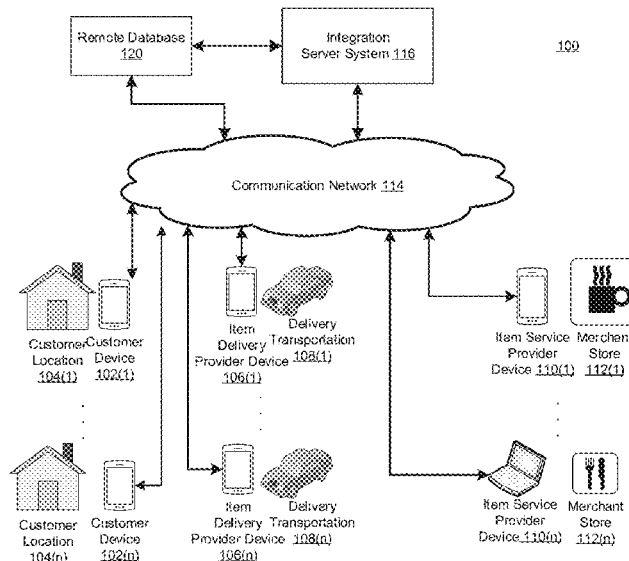 Remote Database
120
Integration
Server System 116
100
Communication Network 114
Customer
Location
104(1)
Customer
Device
102(1)
Item
Delivery
Provider Device
106(1)
Delivery
Transportation
108(1)
Item Service
Provider
Device 110(1)
Merchant
Store
112(1)
Customer
Location
104(n)
Customer
Device
102(n)
Item
Delivery
Provider Device
106(n)
Delivery
Transportation
108(n)
Item Service
Provider
Device 110(n)
Merchant
Store
112(n)